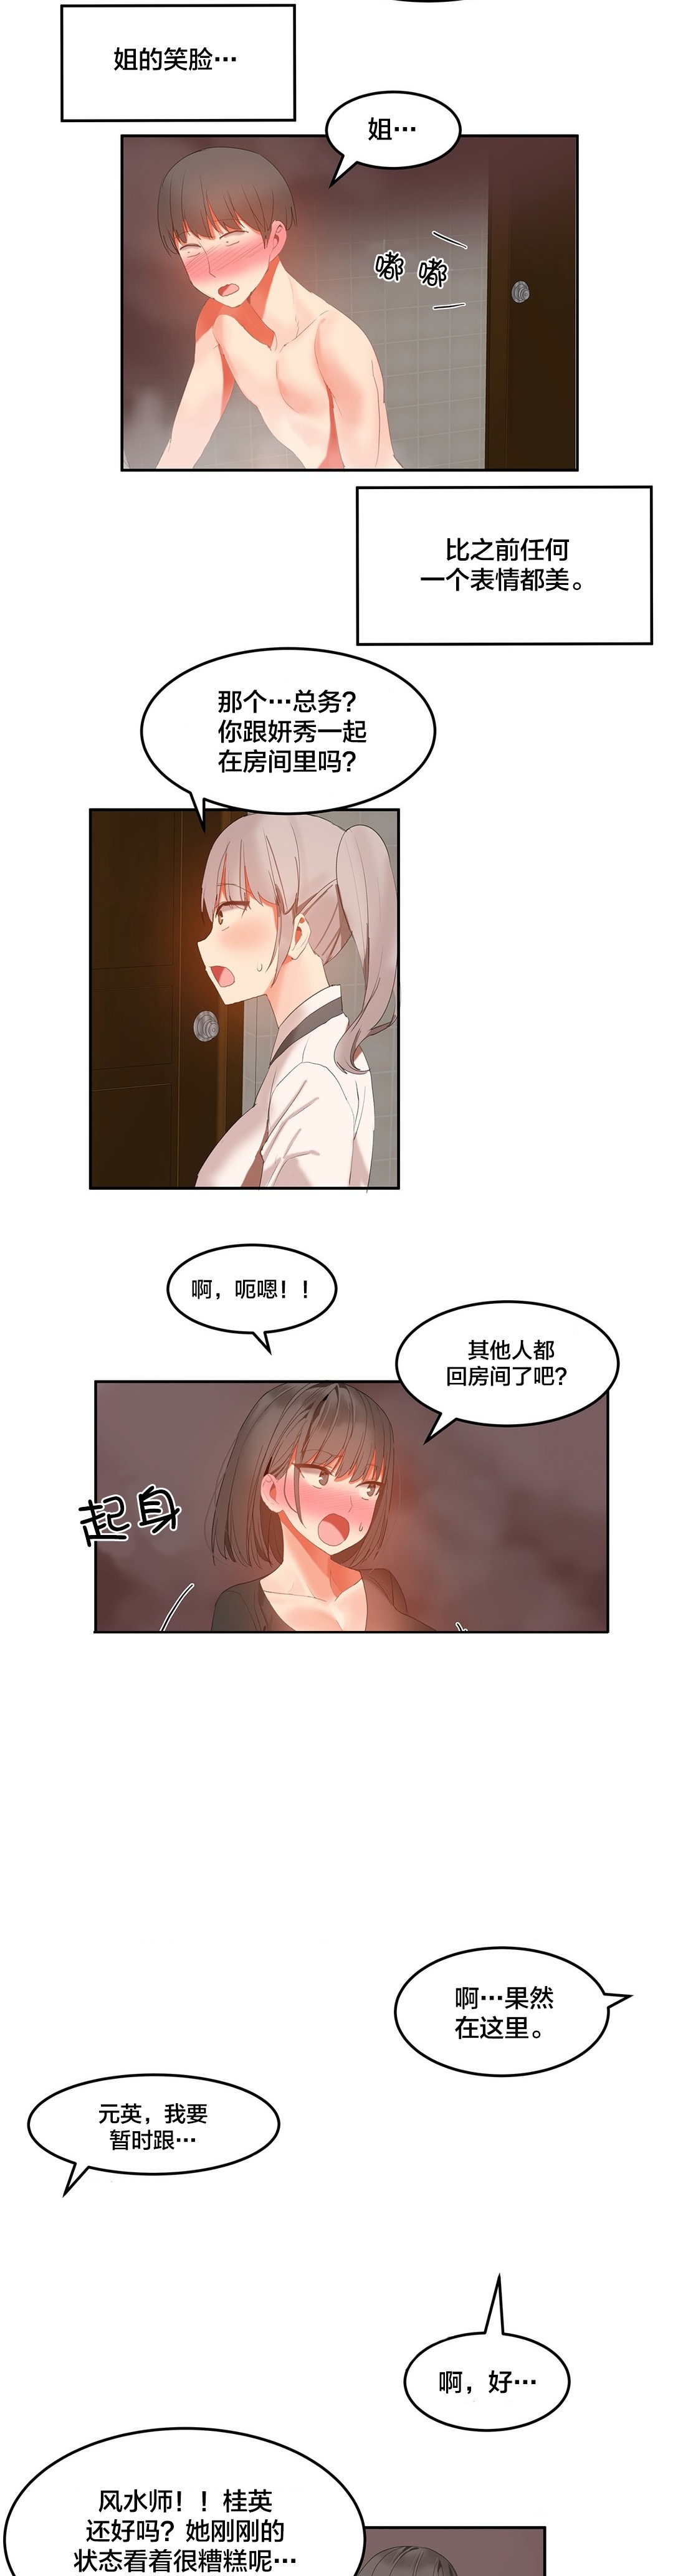 姐的笑脸…
姐…
嘟 嘟
比之前任何
一个表情都美。
那个…总务?
你跟妍秀一起
在房间里吗?
啊，呃嗯！！
其他人都
回房间了吧?
起身
啊…果然
在这里。
元英，我要
暂时跟…
啊，好…
风水师！！桂英
还好吗? 她刚刚的
状态看着很糟糕呢…